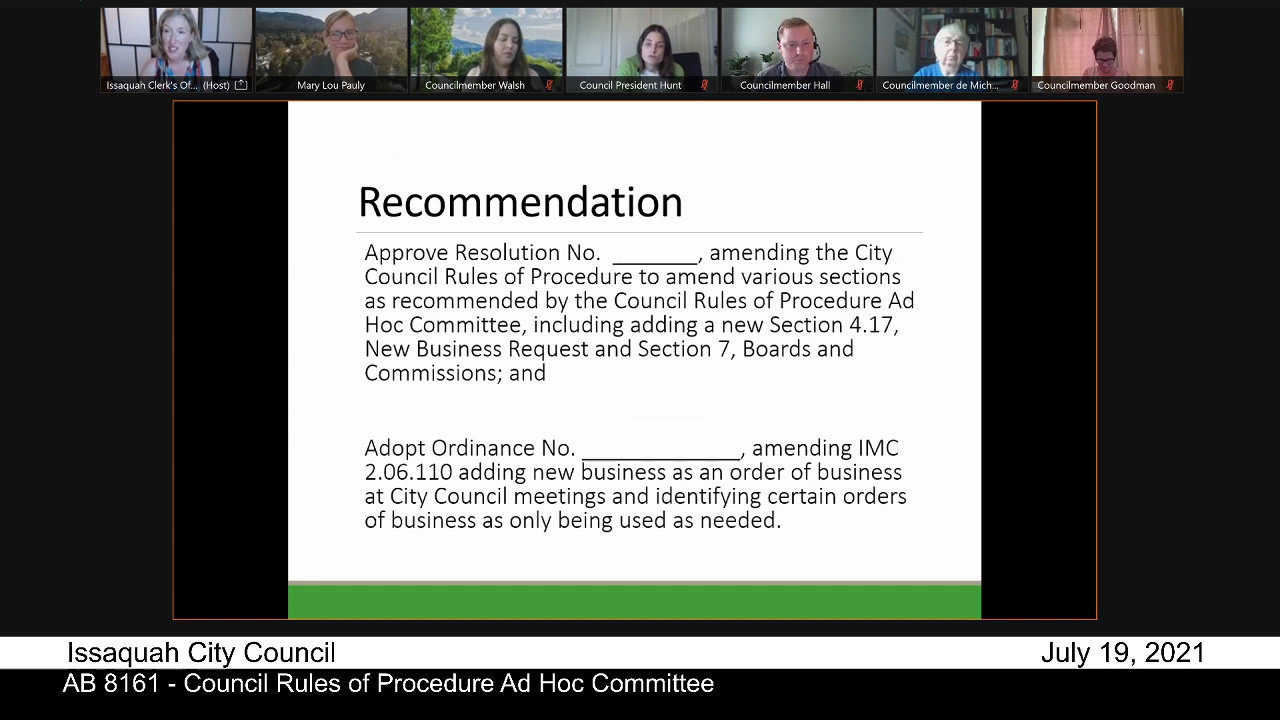 Issaquah Clerk's Of... (Host)
Mary Lou Pauly
Councilmember Walsh
Council President Hunt
Councilmember Hall
Councilmember de Mich...
Councilmember Goodman
Recommendation
Approve Resolution No. ________, amending the City
Council Rules of Procedure to amend various sections
as recommended by the Council Rules of Procedure Ad
Hoc Committee, including adding a new Section 4.17,
New Business Request and Section 7, Boards and
Commissions; and
Adopt Ordinance No. _______________, amending IMC
2.06.110 adding new business as an order of business
at City Council meetings and identifying certain orders
of business as only being used as needed.
Issaquah City Council
July 19, 2021
AB 8161 - Council Rules of Procedure Ad Hoc Committee